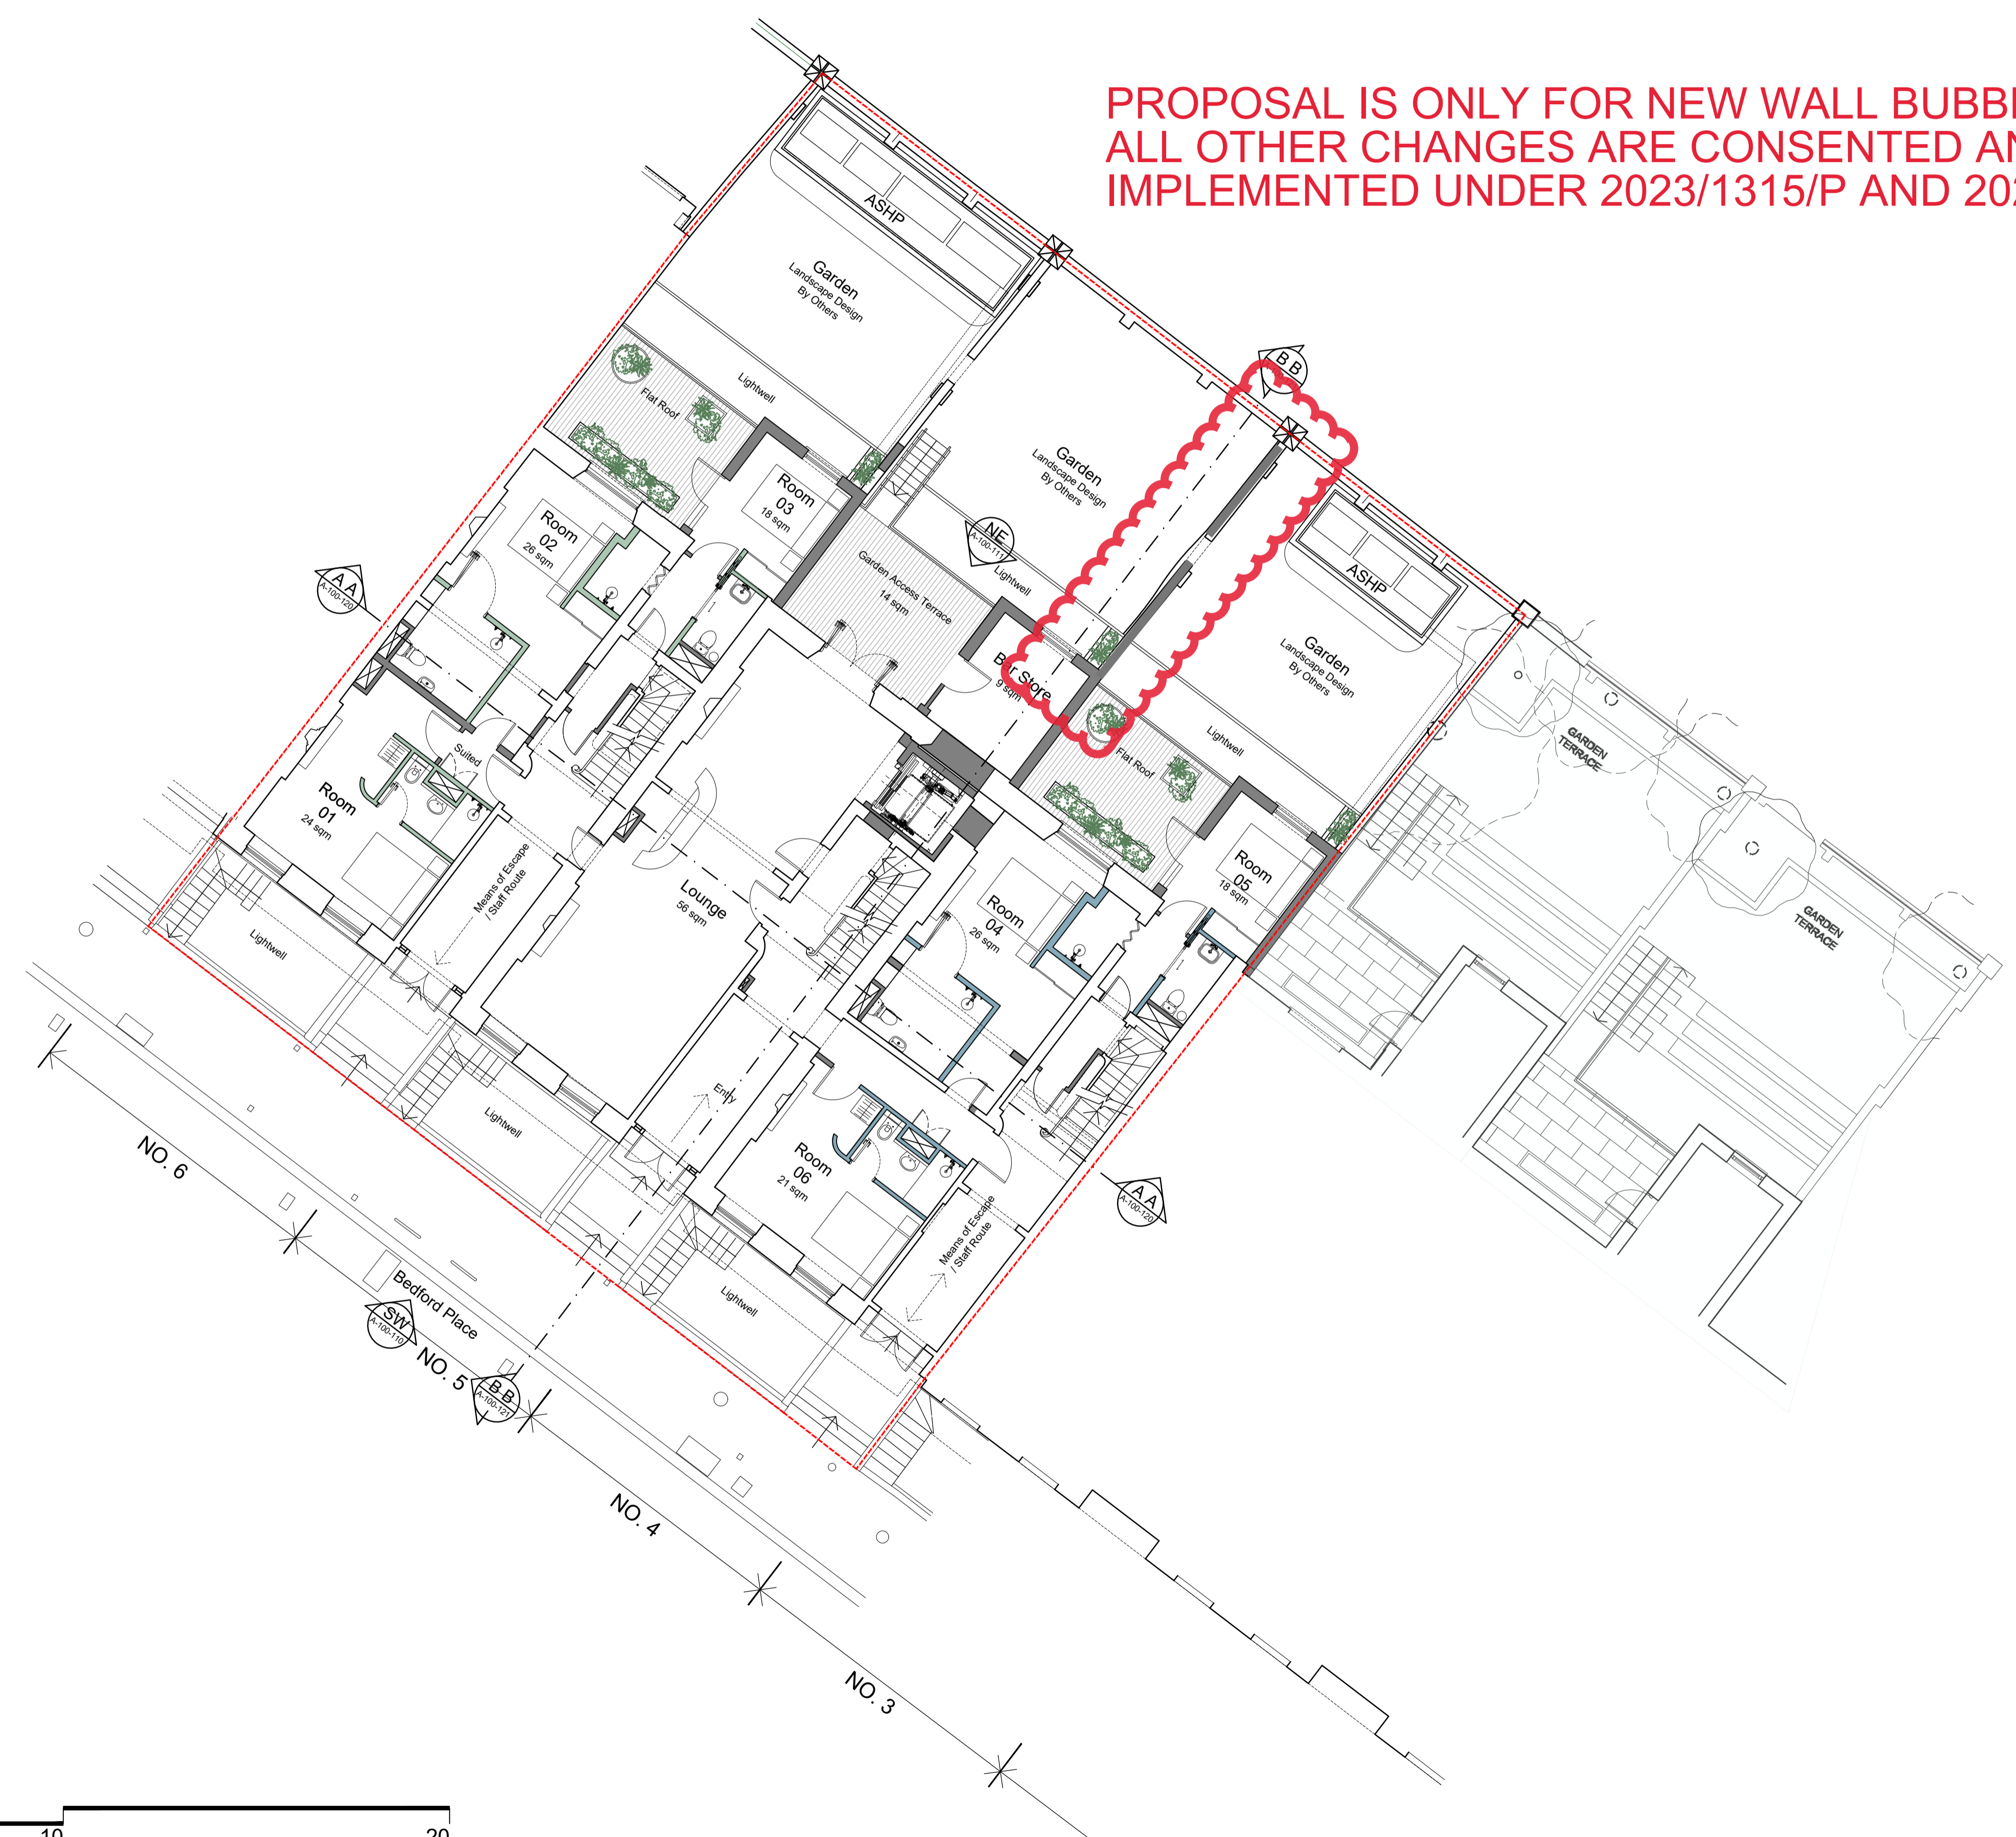 PROPOSAL IS ONLY FOR NEW WALL
ALL OTHER CHANGES ARE CONSENTED
IMPLEMENTED UNDER 2023/1315/P AND
ASHP
Garden
Landscape Design
By Others
Lightwell
Flat Roof
B B
Room
03
18 sqm
Garden
Landscape Design
By Others
Room
02
26 sqm
NE
A-100-111
Lightwell
Garden Access Terrace
14 sqm
ASHP
A A
A-100-120
Garden
Landscape Design
By Others
Bar Store
9 sqm
GARDEN
TERRACE
Lightwell
Flat Roof
Suited
Room
01
24 sqm
Means of Escape
/ Staff Route
Lounge
56 sqm
Room
05
18 sqm
Room
04
26 sqm
GARDEN
TERRACE
Lightwell
Entry
Lightwell
Room
06
21 sqm
NO. 6
A A
A-100-120
Means of Escape
/ Staff Route
Lightwell
Bedford Place
SW
A-100-110
NO. 5
B B
A-100-121
NO. 4
NO. 3
10
20